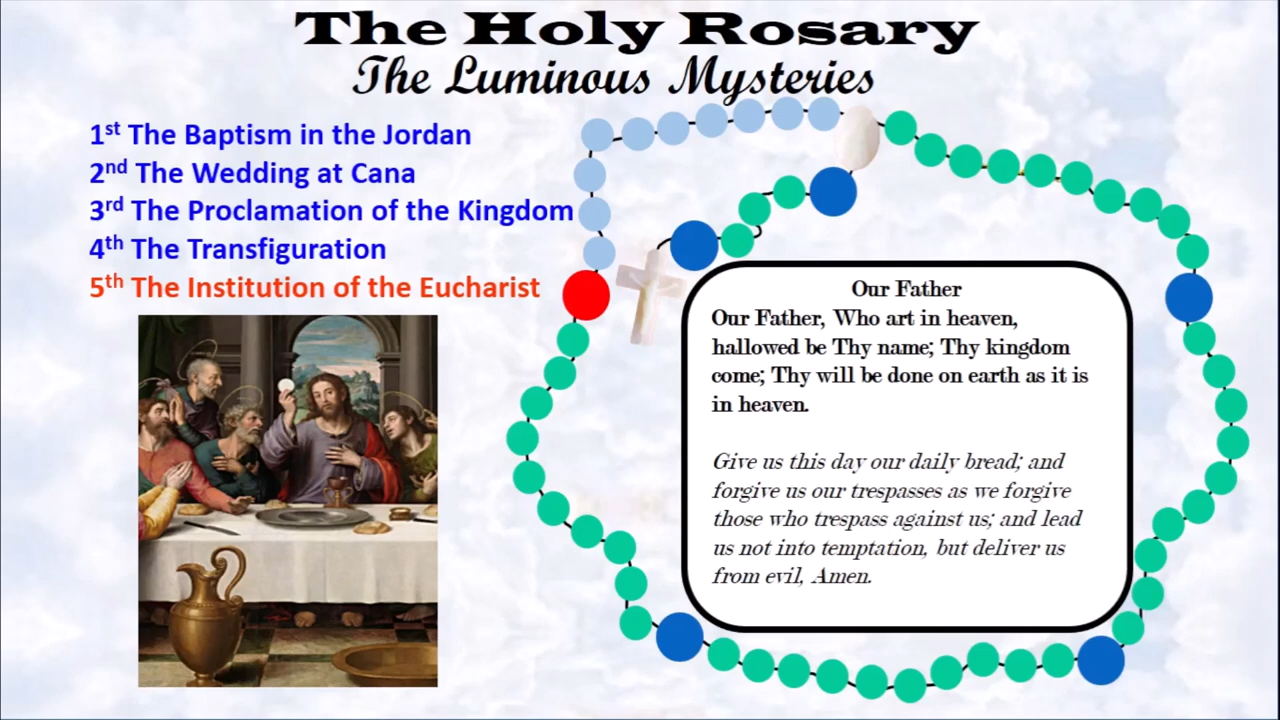 The Holy Rosary
The Luminous Mysteries
1st The Baptism in the Jordan
2nd The Wedding at Cana
3rd The Proclamation of the Kingdom
4th The Transfiguration
5th The Institution of the Eucharist
Our Father
Our Father, Who art in heaven,
hallowed be Thy name; Thy kingdom
come; Thy will be done on earth as it is
in heaven.
Give us this day our daily bread; and
forgive us our trespasses as we forgive
those who trespass against us; and lead
us not into temptation, but deliver us
from evil, Amen.